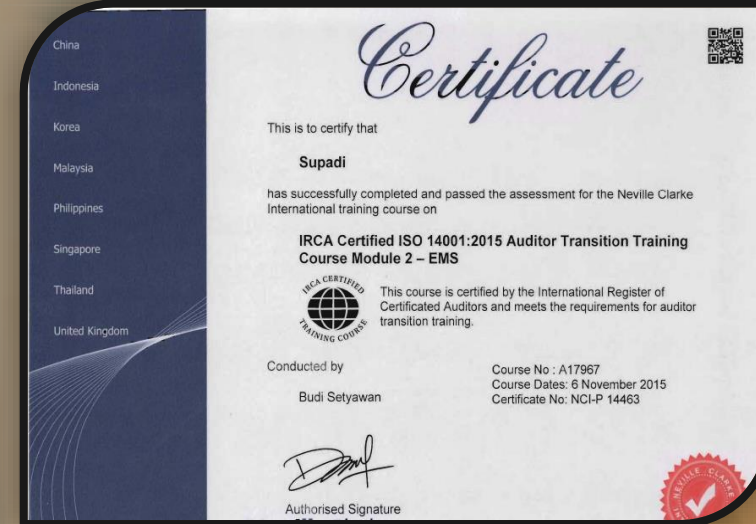 China
Indonesia
Korea
Malaysia
Philippines
Singapore
Thailand
United Kingdom
Certificate
This is to certify that
Supadi
has successfully completed and passed the assessment for the Neville Clarke
International training course on
IRCA Certified ISO 14001:2015 Auditor Transition Training
Course Module 2 – EMS
IRCA CERTIFIED
TRAINING COURSE
This course is certified by the International Register of
Certificated Auditors and meets the requirements for auditor
transition training.
Conducted by
Budi Setyawan
Course No : A17967
Course Dates: 6 November 2015
Certificate No: NCI-P 14463
Authorised Signature
NEVILLE CLARKE